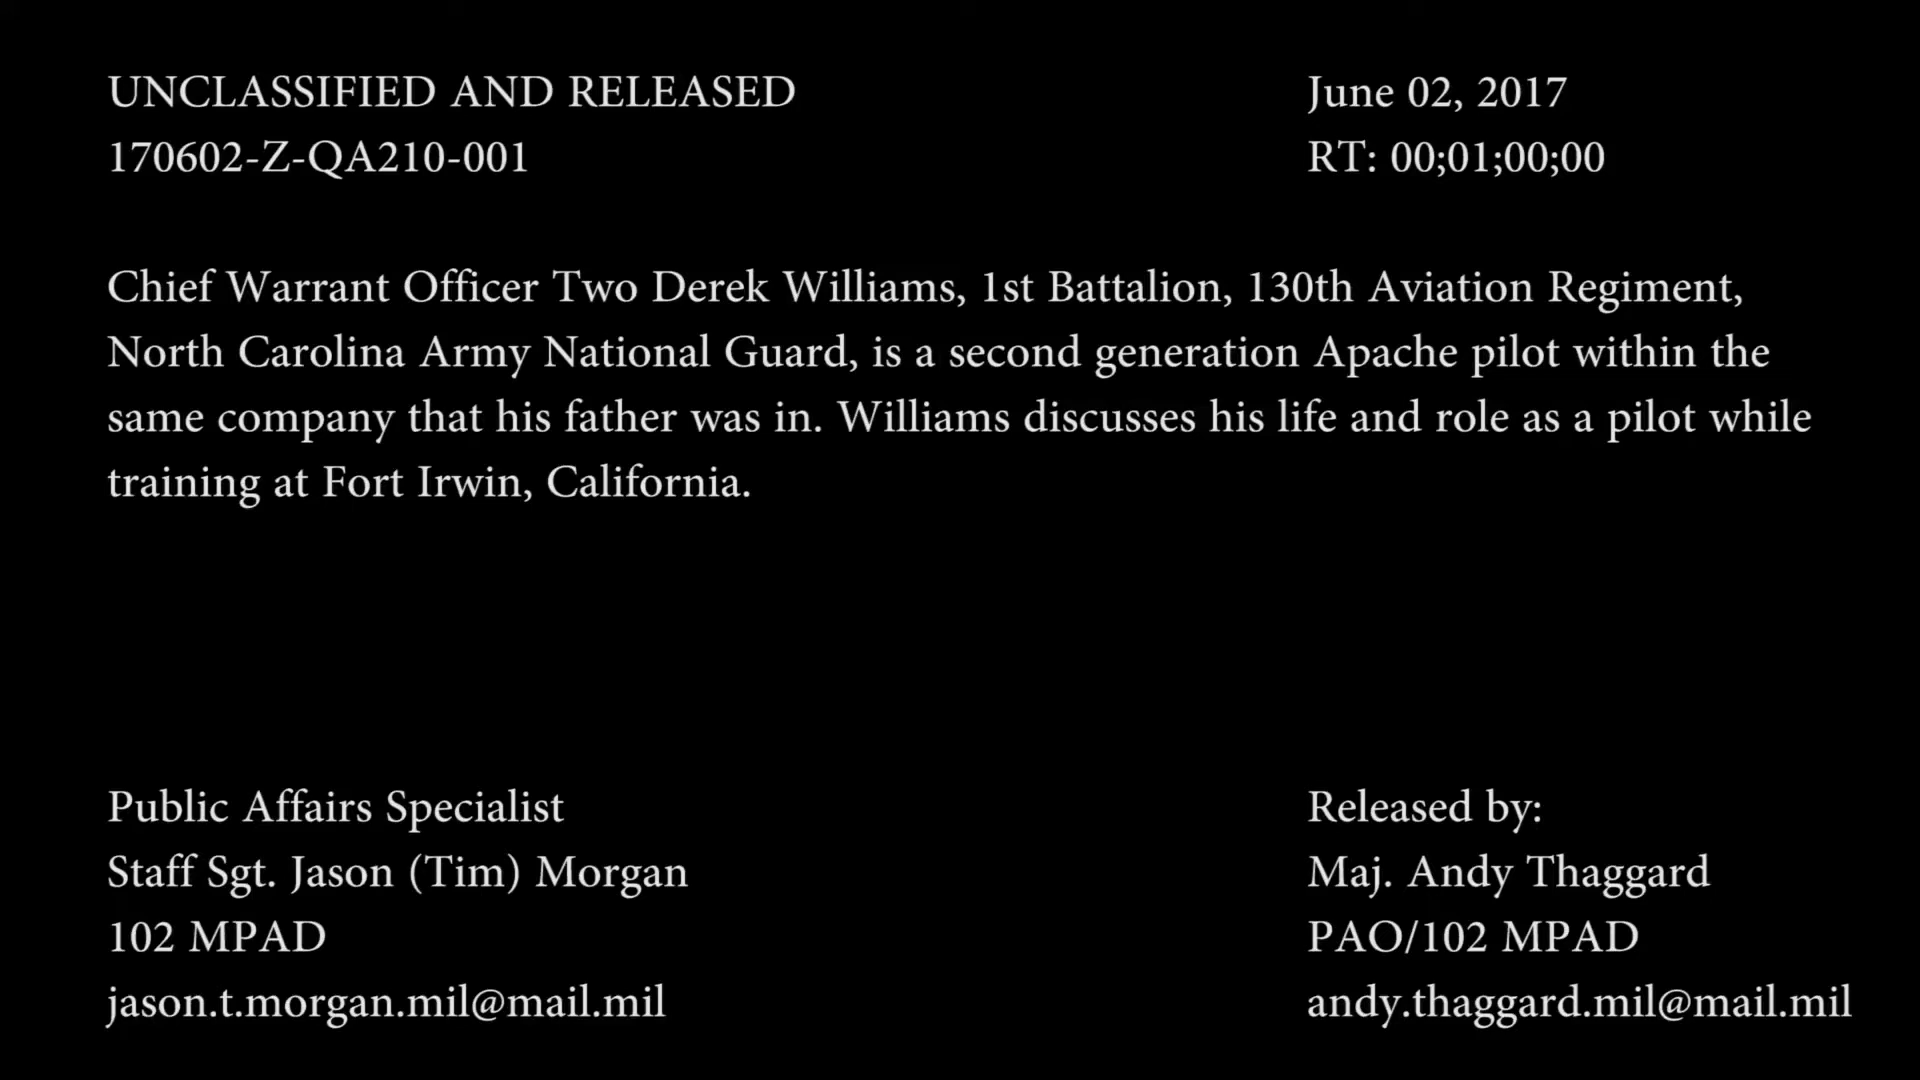 UNCLASSIFIED AND RELEASED
170602-Z-QA210-001
June 02, 2017
RT: 00;01;00;00
Chief Warrant Officer Two Derek Williams, 1st Battalion, 130th Aviation Regiment,
North Carolina Army National Guard, is a second generation Apache pilot within the
same company that his father was in. Williams discusses his life and role as a pilot while
training at Fort Irwin, California.
Public Affairs Specialist
Staff Sgt. Jason (Tim) Morgan
102 MPAD
jason.t.morgan.mil@mail.mil
Released by:
Maj. Andy Thaggard
PAO/102 MPAD
andy.thaggard.mil@mail.mil